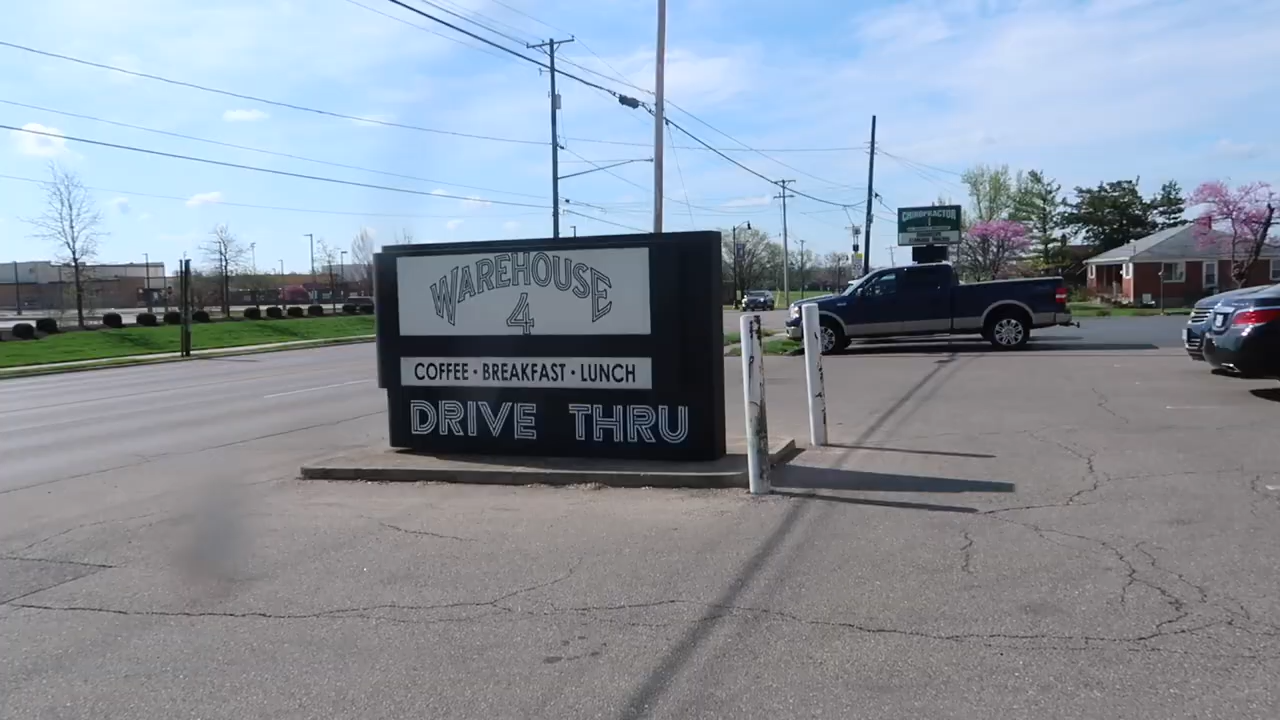 WAREHOUSE
4
COFFEE • BREAKFAST • LUNCH
DRIVE THRU
CHIROPRACTOR